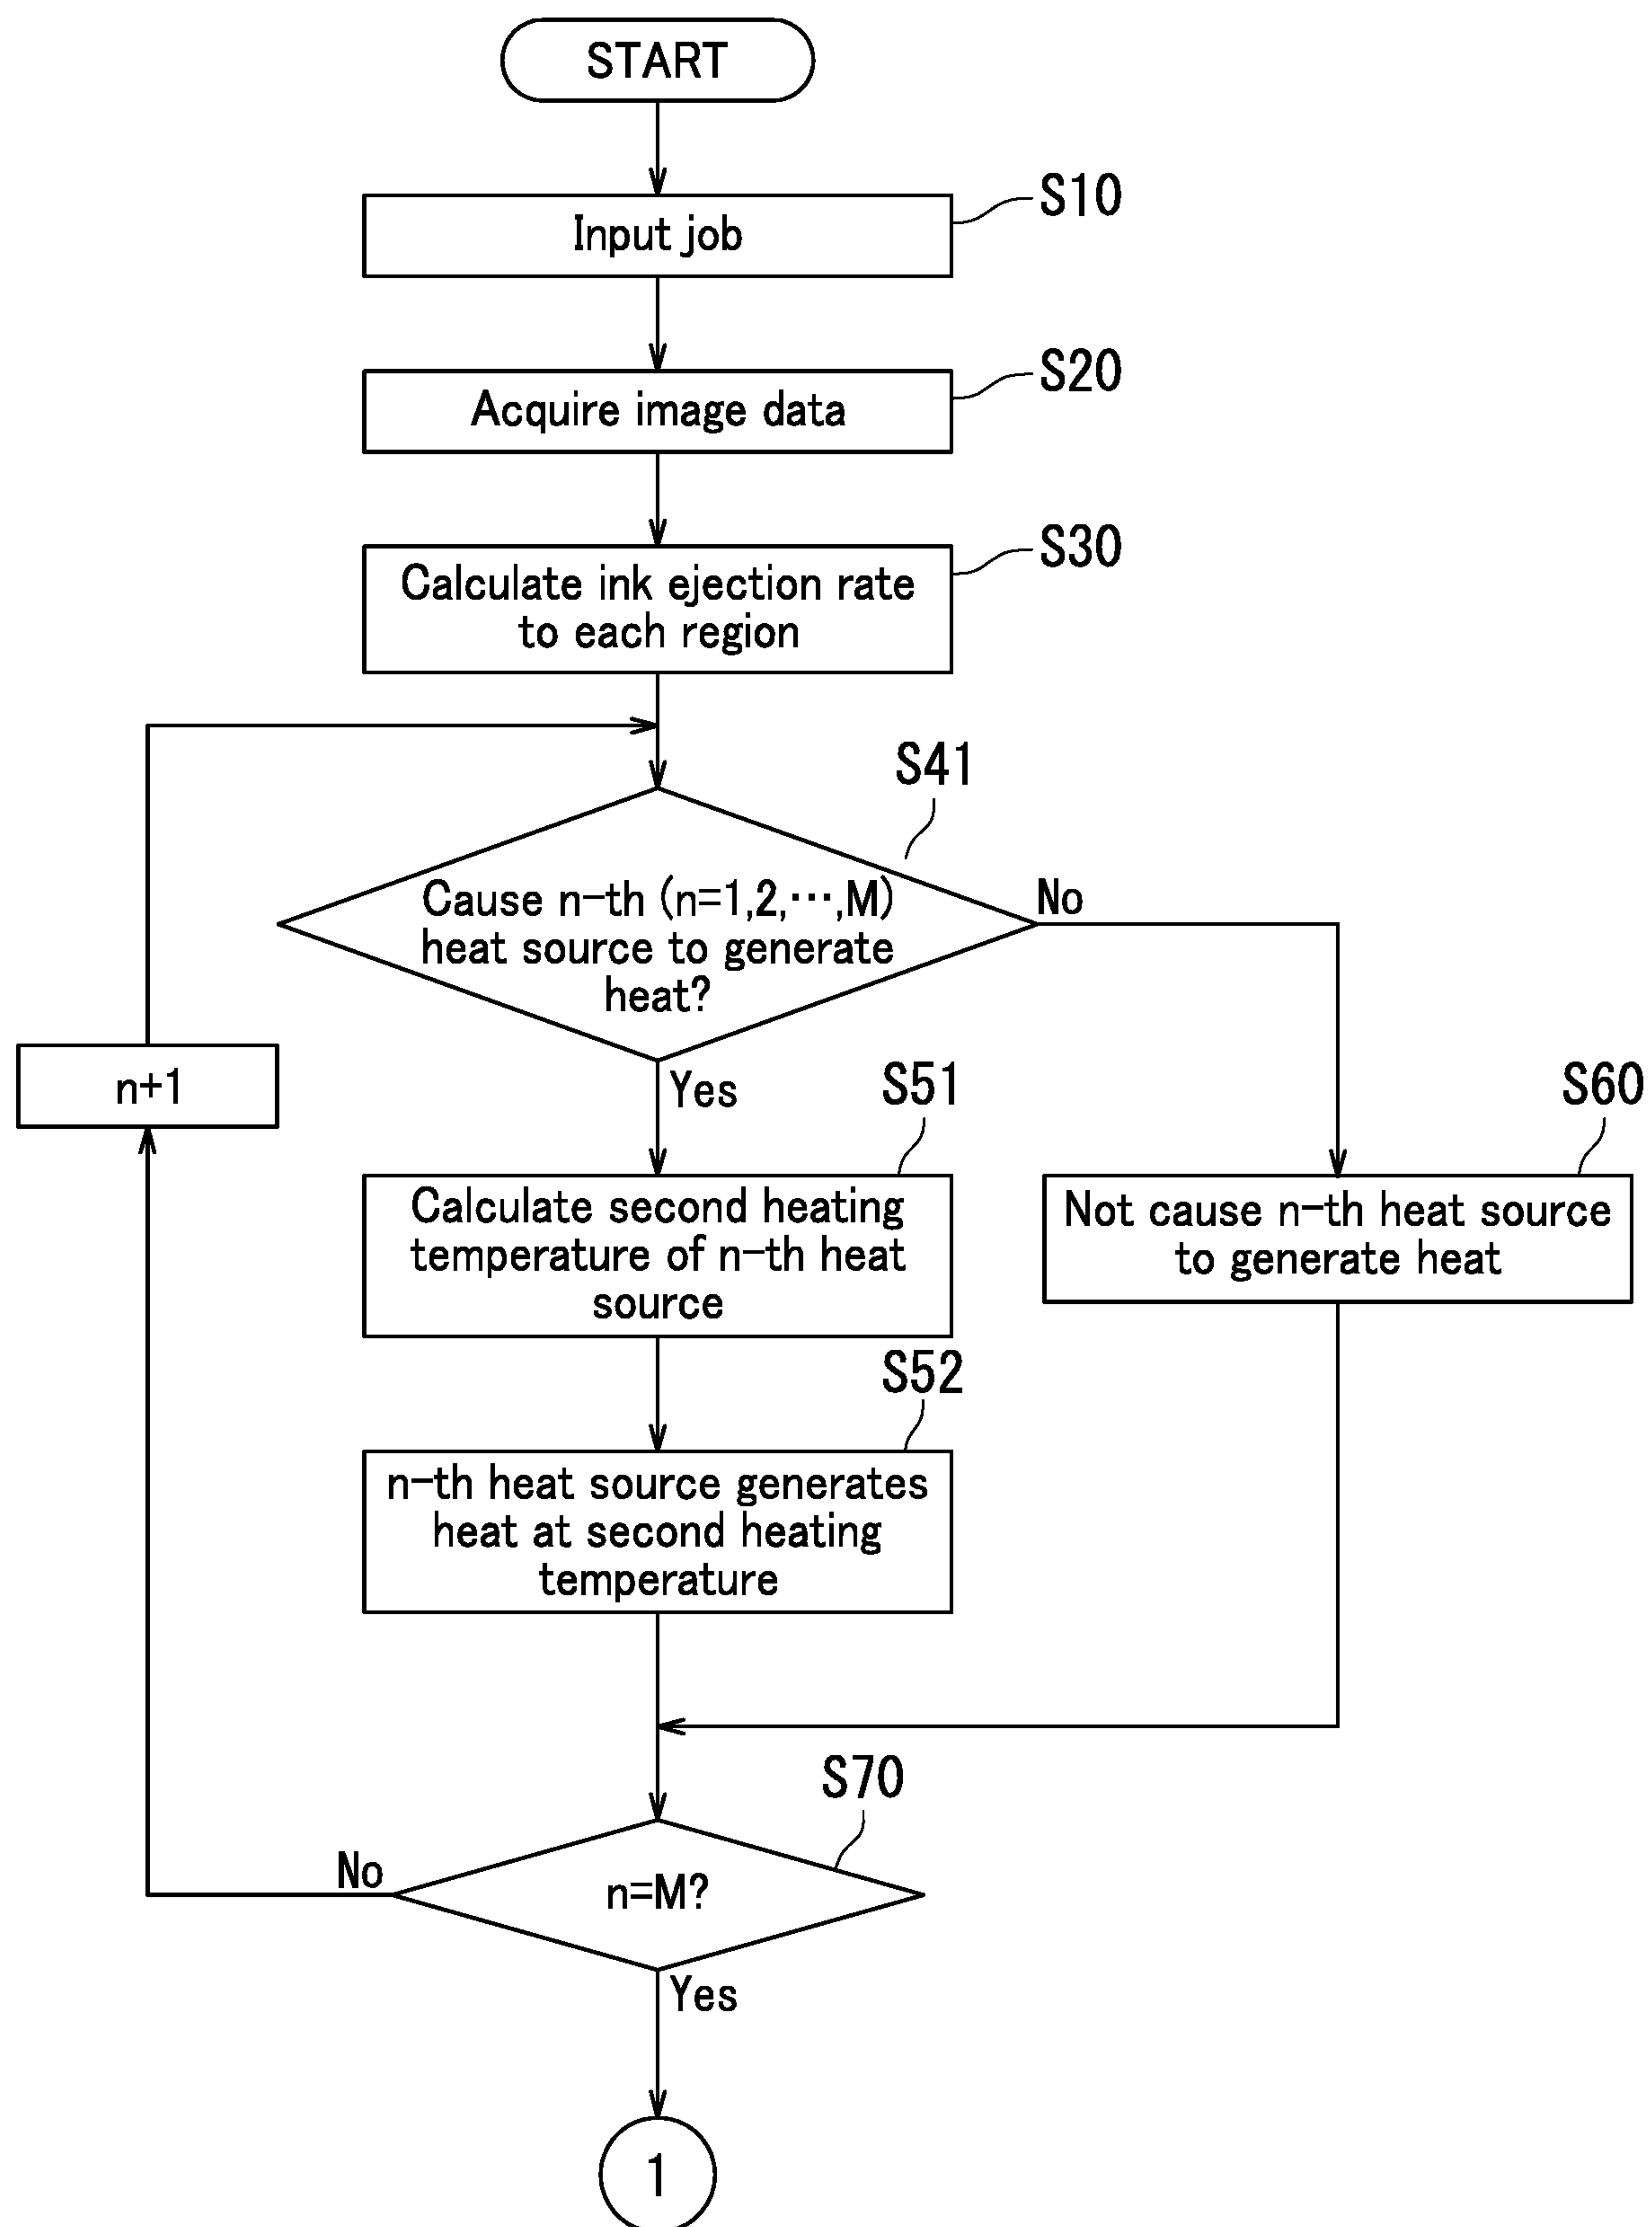 START
S10
Input job
S20
Acquire image data
S30
Calculate ink ejection rate
to each region
S41
Cause n-th (n=1,2,···,M)
heat source to generate
heat?
No
n+1
Yes
S51
S60
Calculate second heating
temperature of n-th heat
source
Not cause n-th heat source
to generate heat
S52
n-th heat source generates
heat at second heating
temperature
S70
No
n=M?
Yes
1